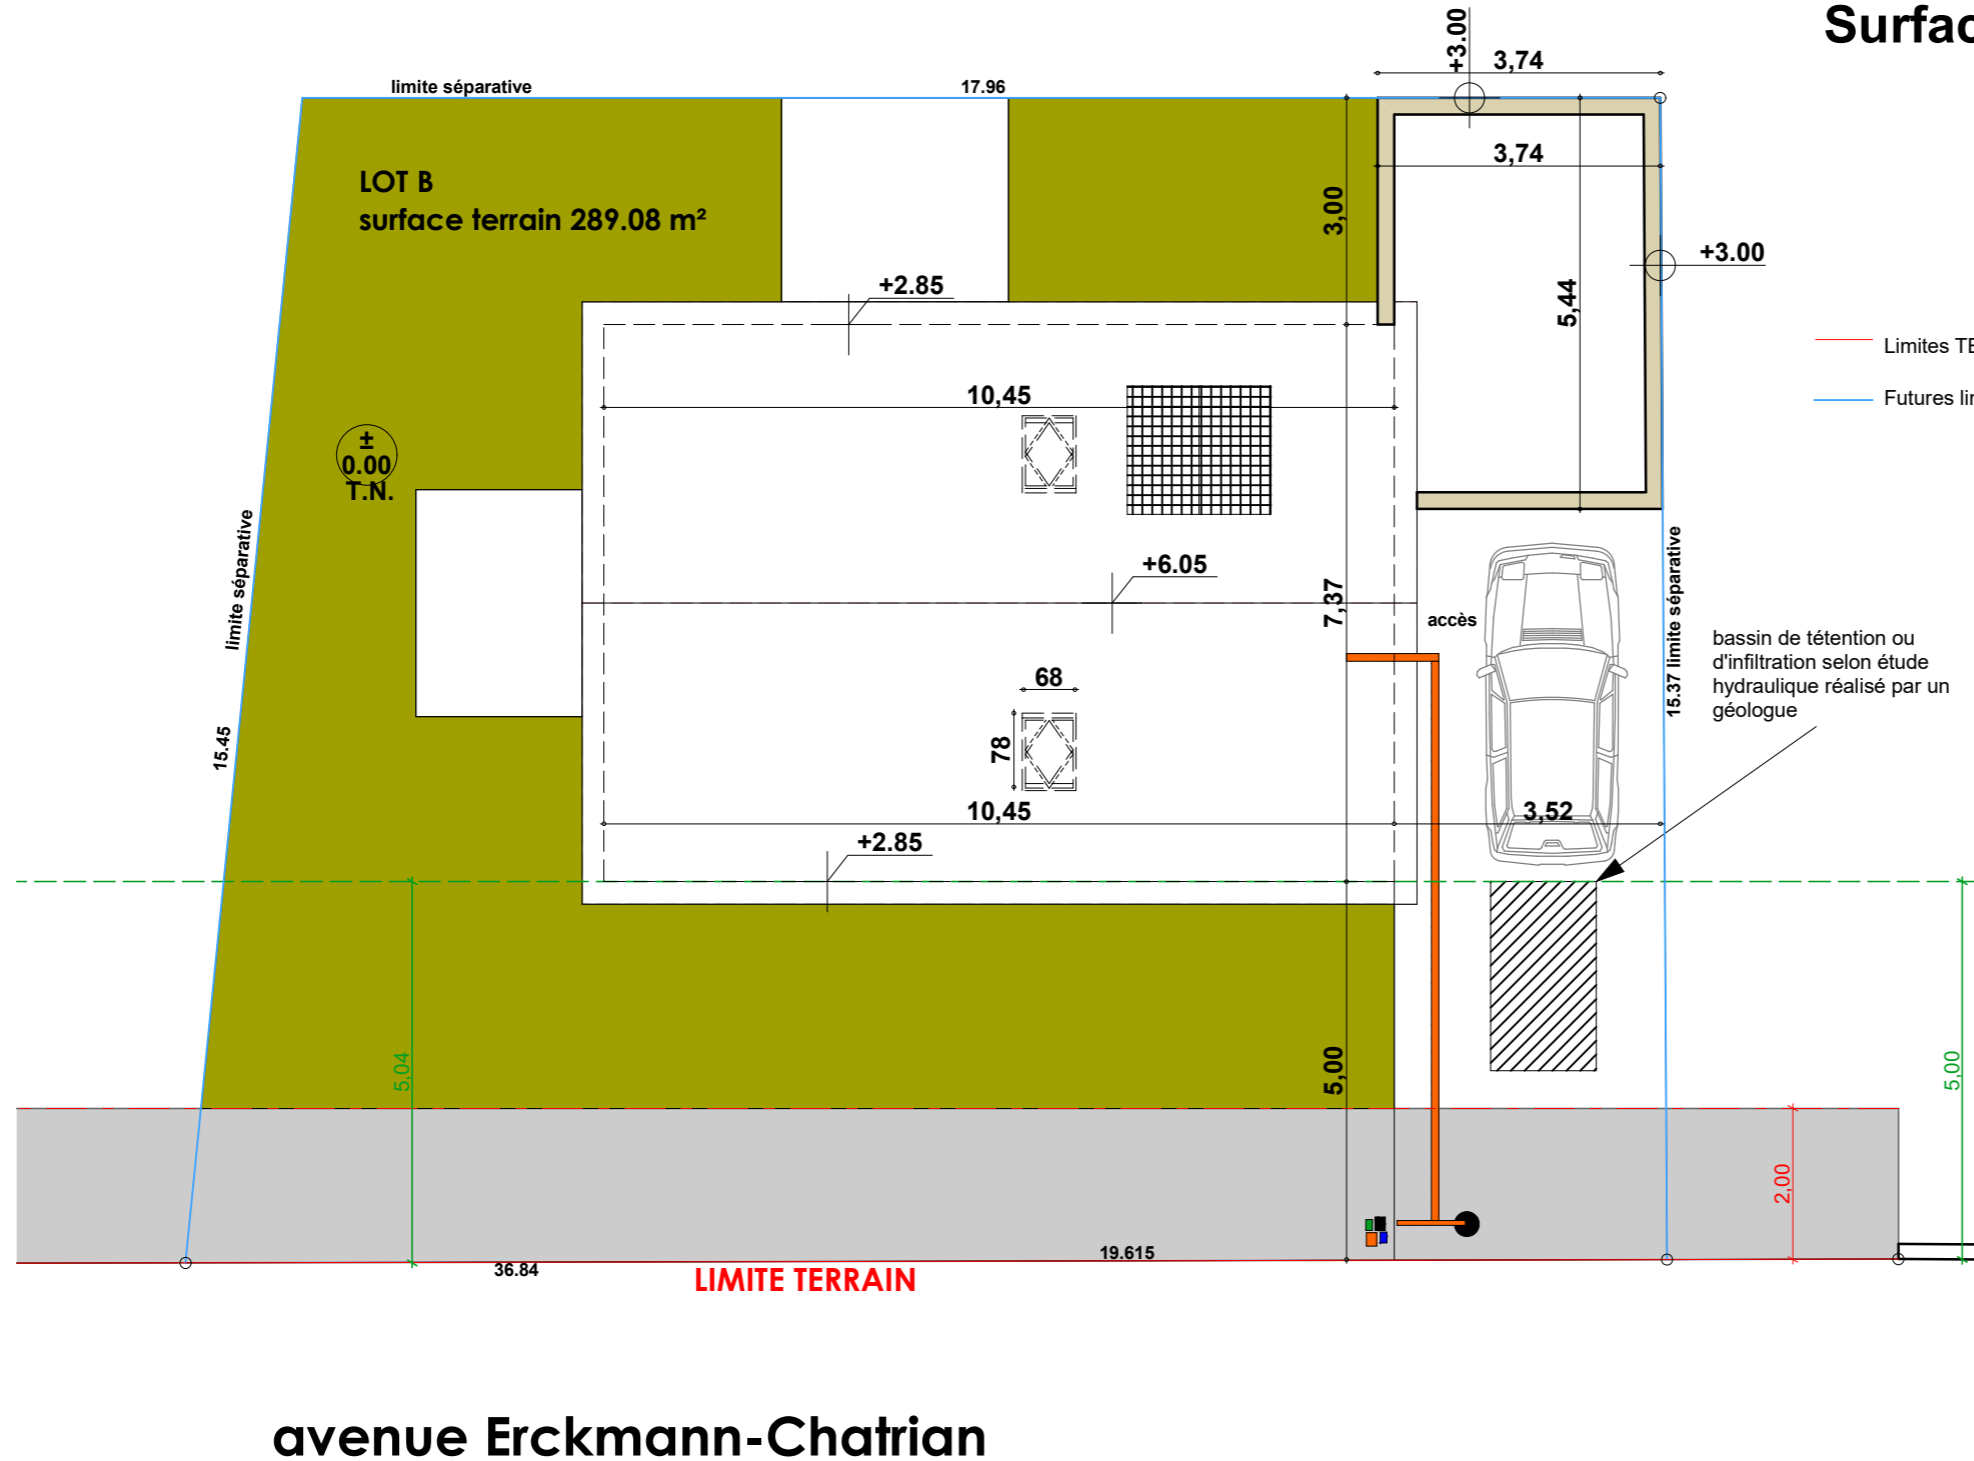 Surfac
+3.00
3,74
limite séparative
17.96
3,74
LOT B
surface terrain 289.08 m²
3,00
+3.00
+2.85
5,44
Limites TE
10,45
Futures lir
±
0.00
T.N.
limite séparative
+6.05
7,37
accès
15.37 limite séparative
bassin de tétention ou
d'infiltration selon étude
hydraulique réalisé par un
géologue
68
78
15.45
10,45
3,52
+2.85
5,04
5,00
5,00
2,00
19.615
36.84
LIMITE TERRAIN
avenue Erckmann-Chatrian